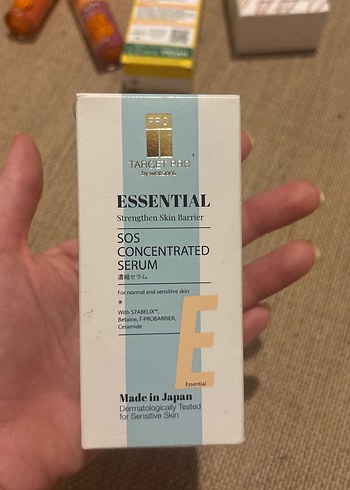 PRO
TARGET PRO
by watsons
ESSENTIAL
Strengthen Skin Barrier
SOS
CONCENTRATED
SERUM
濃縮セラム
For normal and sensitive skin
*
With STABELIX™,
Betaine, T-PROBARRIER,
Ceramide
E
Essential
Made in Japan
Dermatologically Tested
for Sensitive Skin